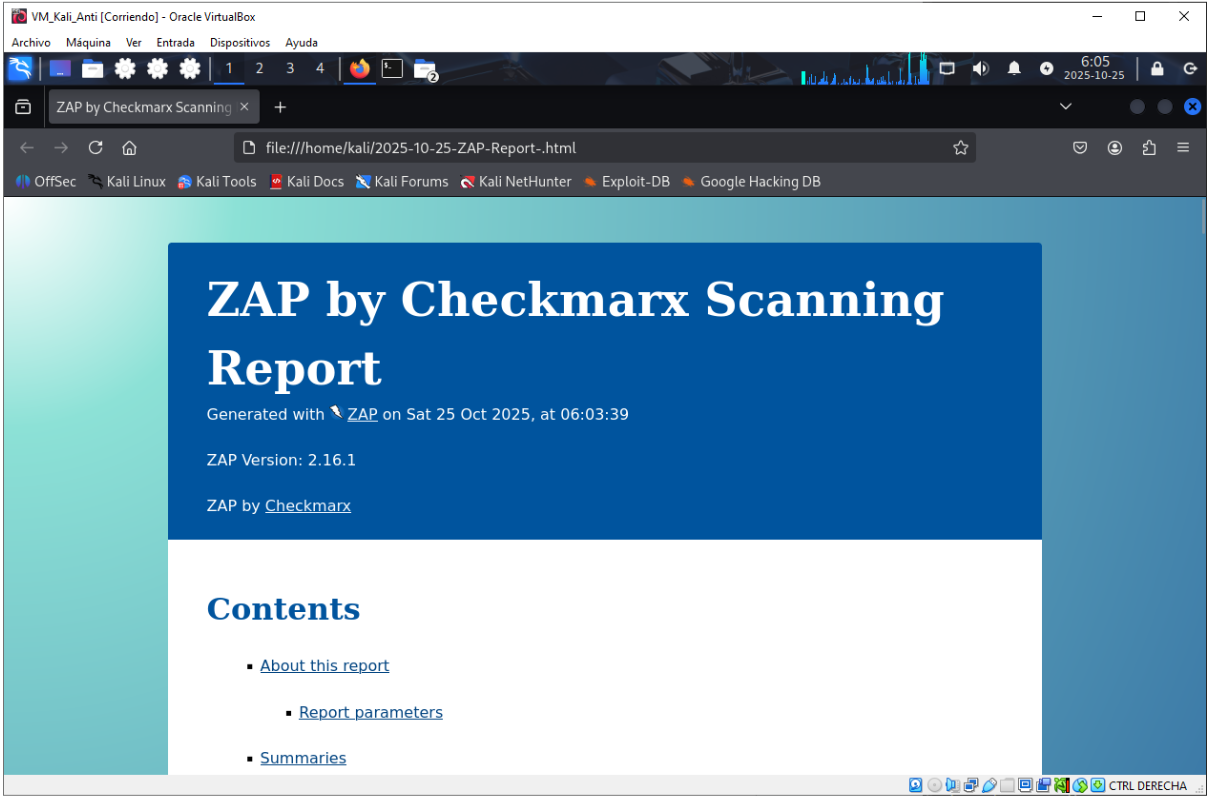 VM_Kali_Anti [Corriendo] - Oracle VirtualBox
Archivo Máquina Ver Entrada Dispositivos Ayuda
1 2 3 4 2 6:05
2025-10-25
ZAP by Checkmarx Scanning
file:///home/kali/2025-10-25-ZAP-Report-.html
OffSec Kali Linux Kali Tools Kali Docs Kali Forums Kali NetHunter Exploit-DB Google Hacking DB
ZAP by Checkmarx Scanning
Report
Generated with ZAP on Sat 25 Oct 2025, at 06:03:39
ZAP Version: 2.16.1
ZAP by Checkmarx
Contents
About this report
Report parameters
Summaries
CTRL DERECHA